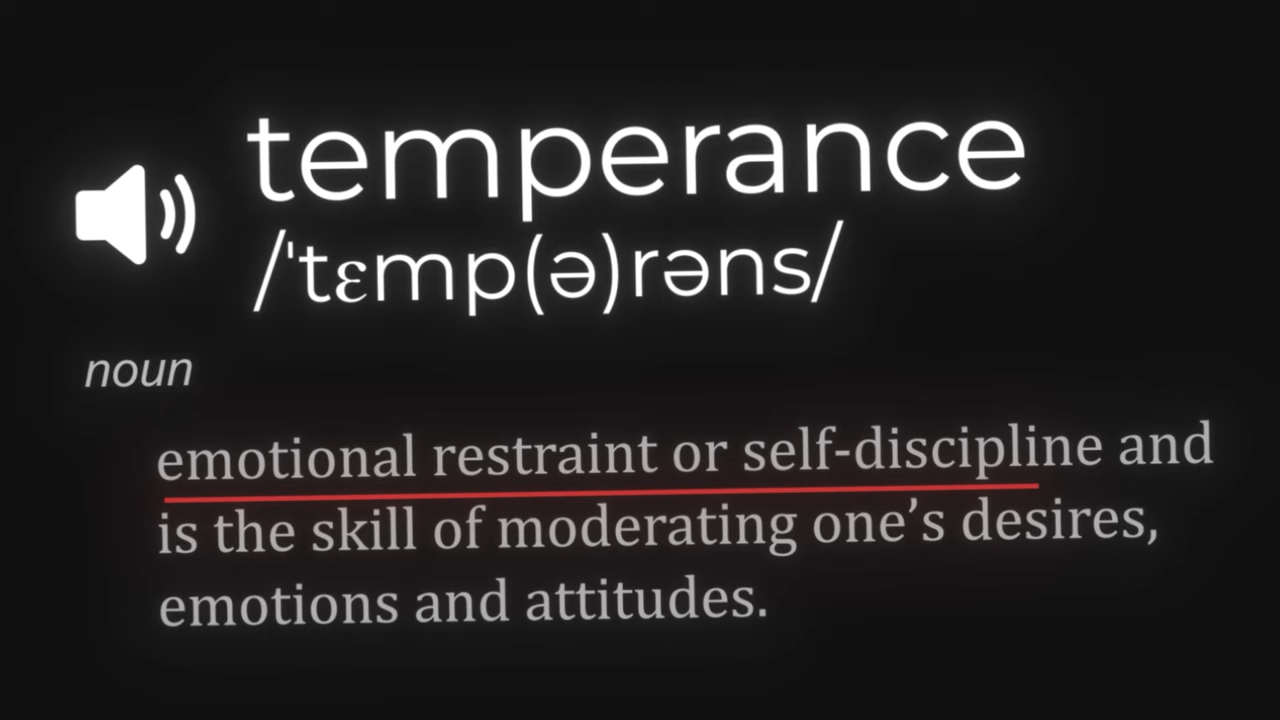 temperance
/ˈtɛmp(ə)rəns/
noun
emotional restraint or self-discipline and
is the skill of moderating one’s desires,
emotions and attitudes.